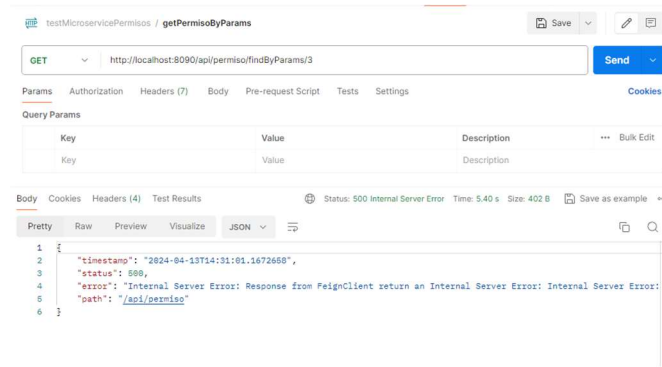 HTTP testMicroservicePermisos / getPermisoByParams Save
GET http://localhost:8090/api/permiso/findByParams/3 Send
Params Authorization Headers (7) Body Pre-request Script Tests Settings Cookies
Query Params
Key Value Description ••• Bulk Edit
Key Value Description
Body Cookies Headers (4) Test Results Status: 500 Internal Server Error Time: 5.40 s Size: 402 B Save as example
Pretty Raw Preview Visualize JSON
1 {
2 "timestamp": "2024-04-13T14:31:01.1672658",
3 "status": 500,
4 "error": "Internal Server Error: Response from FeignClient return an Internal Server Error: Internal Server Error:
5 "path": "/api/permiso"
6 }